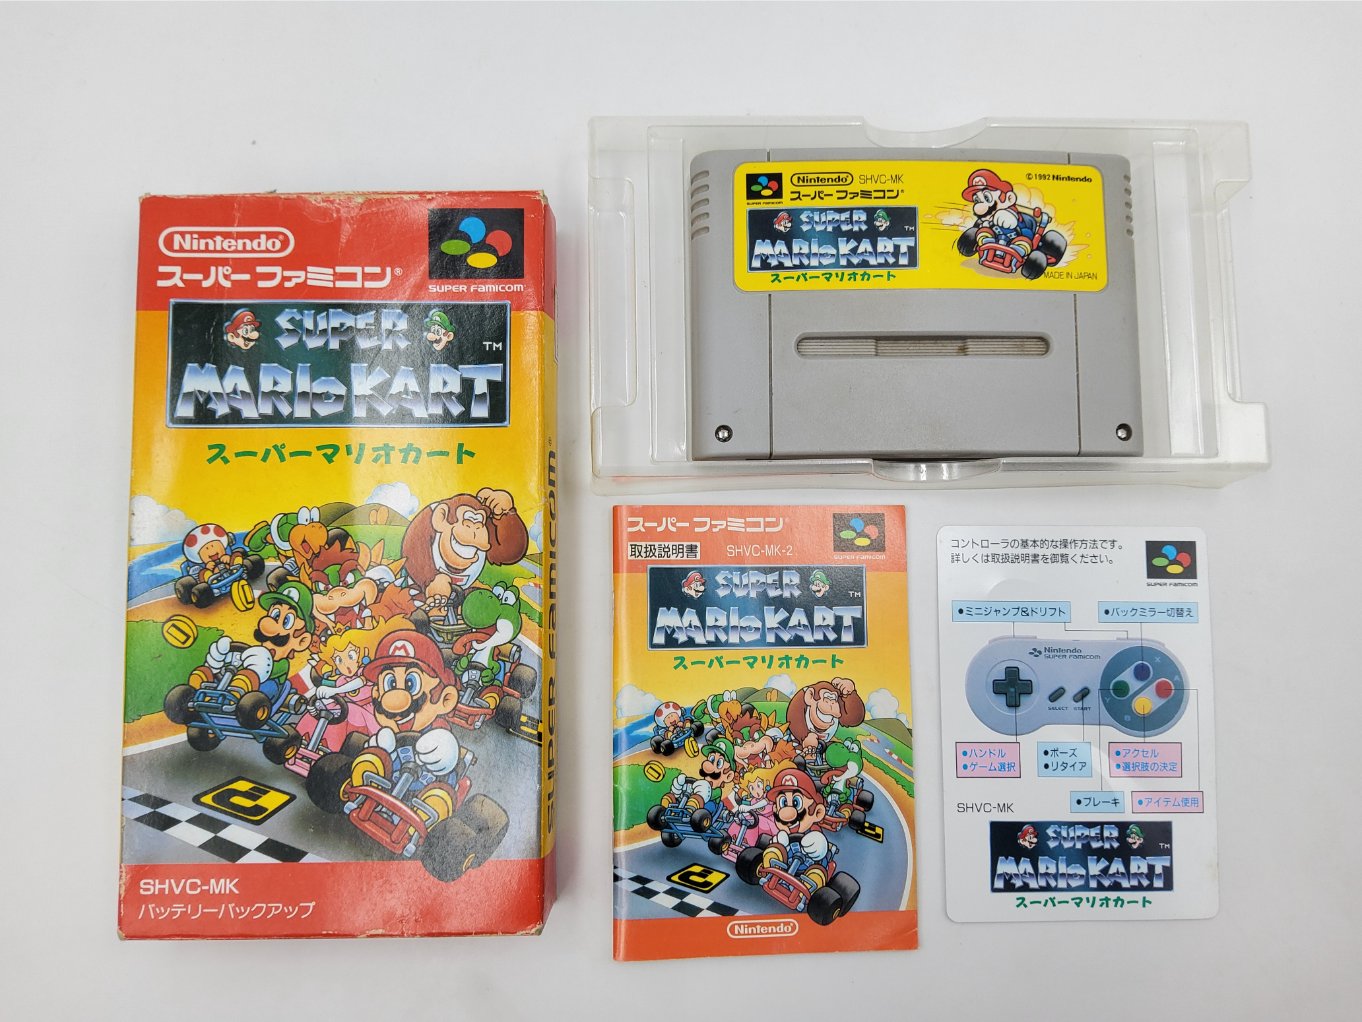 Nintendo®
スーパーファミコン®
SUPER FAMICOM
SUPER
MARIO KART
TM
スーパーマリオカート
SHVC-MK
バッテリーバックアップ
SUPER FAMICOM®
Nintendo® SHVC-MK
スーパーファミコン®
SUPER FAMICOM
SUPER
MARIO KART
TM
スーパーマリオカート
©1992 Nintendo
MADE IN JAPAN
スーパーファミコン®
取扱説明書 SHVC-MK-2
SUPER FAMICOM
SUPER
MARIO KART
TM
スーパーマリオカート
Nintendo®
コントローラの基本的な操作方法です。
詳しくは取扱説明書を御覧ください。
SUPER FAMICOM
●ミニジャンプ&ドリフト
●バックミラー切替え
Nintendo
SUPER FAMICOM
SELECT START
X
Y
A
B
●ハンドル
●ゲーム選択
●ポーズ
●リタイア
●アクセル
●選択肢の決定
●ブレーキ
●アイテム使用
SHVC-MK
SUPER
MARIO KART
TM
スーパーマリオカート